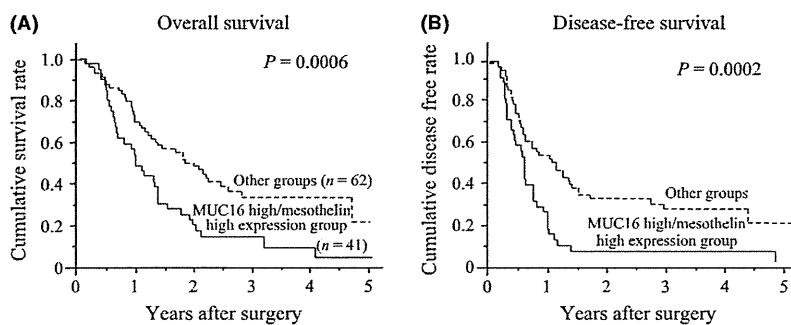 (A) Overall survival
P = 0.0006
Cumulative survival rate
1.0
0.8
0.6
0.4
0.2
0
Other groups (n = 62)
MUC16 high/mesothelin
high expression group
(n = 41)
0 1 2 3 4 5
Years after surgery
(B) Disease-free survival
P = 0.0002
Cumulative disease free rate
1.0
0.8
0.6
0.4
0.2
0
Other groups
MUC16 high/mesothelin
high expression group
0 1 2 3 4 5
Years after surgery